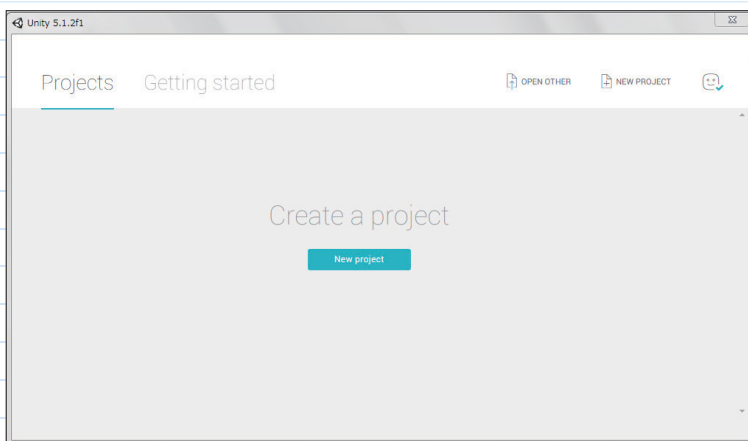 Unity 5.1.2f1
Projects Getting started OPEN OTHER NEW PROJECT
Create a project
New project